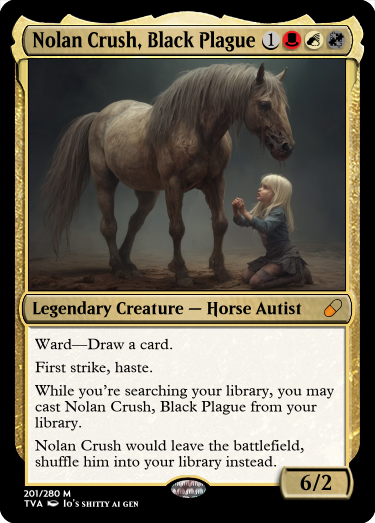 Nolan Crush, Black Plague 1
Legendary Creature — Horse Autist
Ward—Draw a card.
First strike, haste.
While you're searching your library, you may
cast Nolan Crush, Black Plague from your
library.
Nolan Crush would leave the battlefield,
shuffle him into your library instead.
6/2
201/280 M
TVA Io's shitty ai gen